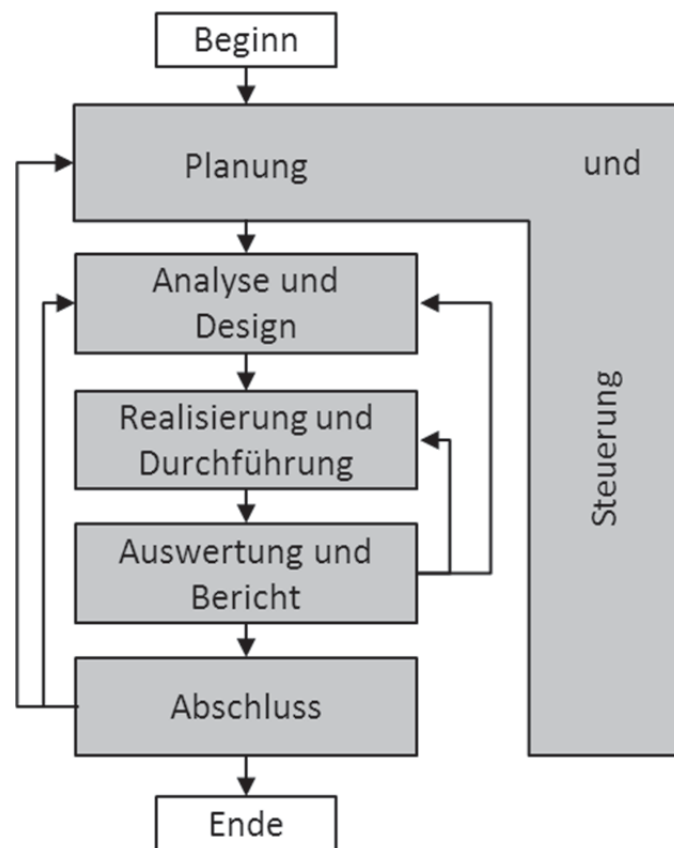 Beginn
Planung und
Steuerung
Analyse und
Design
Realisierung und
Durchführung
Auswertung und
Bericht
Abschluss
Ende